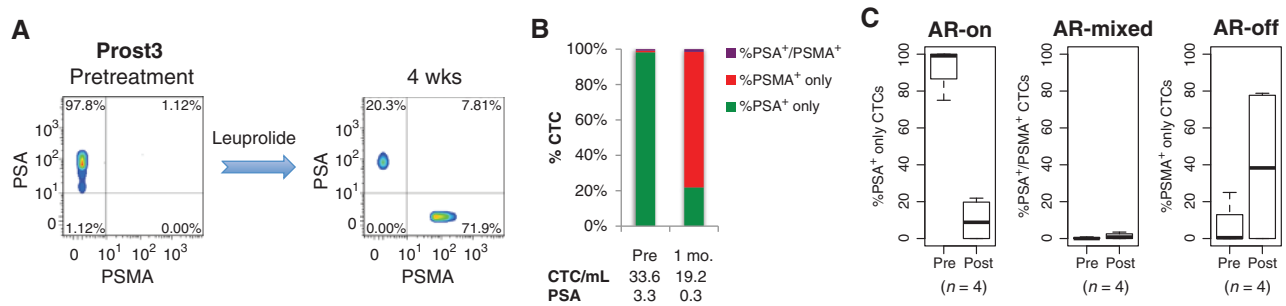 A
Prost3
Pretreatment
97.8%
1.12%
1.12%
0.00%
10³
10²
10¹
0
PSA
0
10¹
10²
10³
PSMA
Leuprolide
4 wks
20.3%
7.81%
0.00%
71.9%
10³
10²
10¹
0
PSA
0
10¹
10²
10³
PSMA
B
100%
80%
60%
40%
20%
0%
% CTC
%PSA⁺/PSMA⁺
%PSMA⁺ only
%PSA⁺ only
Pre 1 mo.
CTC/mL 33.6 19.2
PSA 3.3 0.3
C
AR-on
%PSA⁺ only CTCs
100
80
60
40
20
0
Pre Post
(n = 4)
AR-mixed
%PSA⁺/PSMA⁺ CTCs
100
80
60
40
20
0
Pre Post
(n = 4)
AR-off
%PSMA⁺ only CTCs
100
80
60
40
20
0
Pre Post
(n = 4)